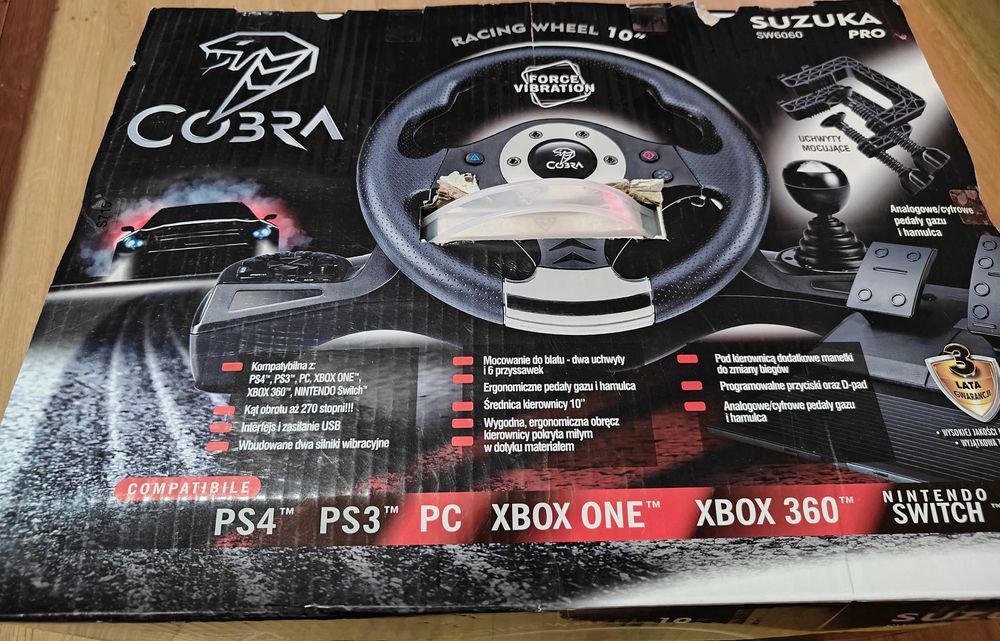 RACING WHEEL 10"
SUZUKA
SW6060 PRO
FORCE
VIBRATION
COBRA
COBRA
UCHWYTY
MOCUJĄCE
Analogowe/cyfrowe
pedały gazu
i hamulca
Kompatybilna z:
PS4™, PS3™, PC, XBOX ONE™,
XBOX 360™, NINTENDO Switch™
Kąt obrotu aż 270 stopni!!!
Interfejs i zasilanie USB
Wbudowane dwa silniki wibracyjne
Mocowanie do blatu - dwa uchwyty
i 6 przyssawek
Ergonomiczne pedały gazu i hamulca
Średnica kierownicy 10"
Wygodna, ergonomiczna obręcz
kierownicy pokryta miłym
w dotyku materiałem
Pod kierownicą dodatkowe manetki
do zmiany biegów
Programowalne przyciski oraz D-pad
Analogowe/cyfrowe pedały gazu
i hamulca
3
LATA
GWARANCJI
• WYSOKIEJ JAKOŚCI
• WYJĄTKOWE
COMPATIBILE
PS4™ PS3™ PC XBOX ONE™ XBOX 360™ NINTENDO
SWITCH™